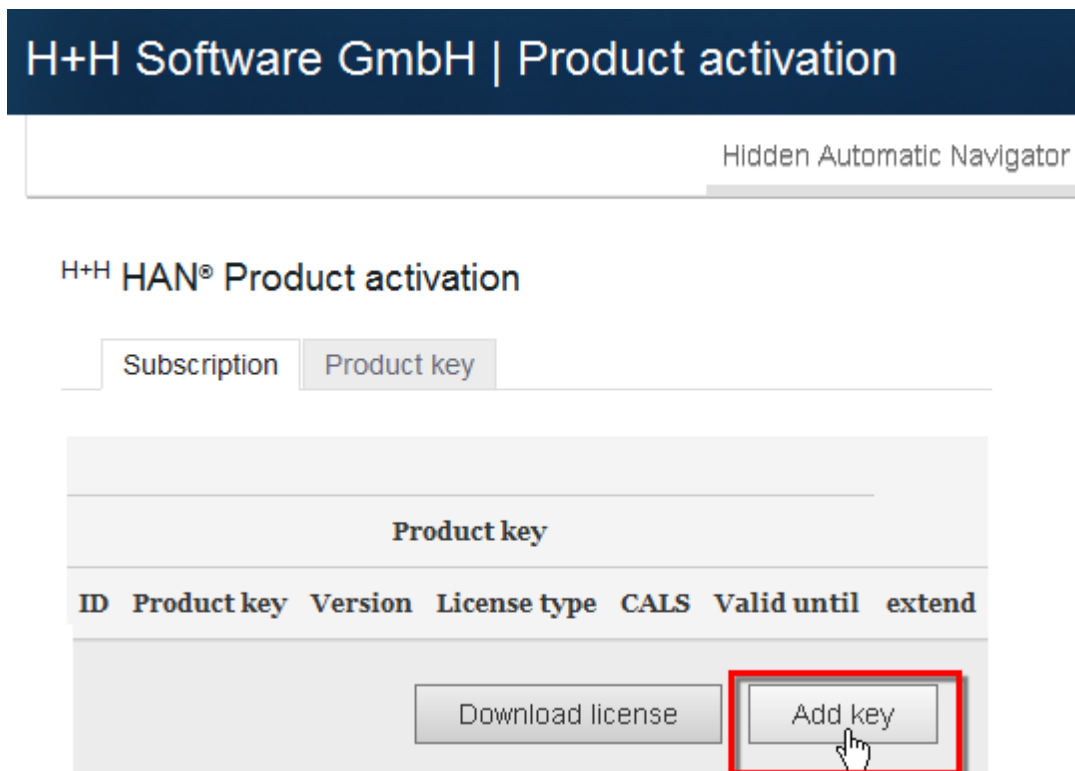 H+H Software GmbH | Product activation
Hidden Automatic Navigator
H+H HAN® Product activation
Subscription Product key
Product key
ID Product key Version License type CALS Valid until extend
Download license Add key